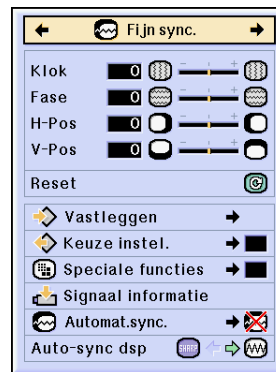 Fijn sync.
Klok 0 - +
Fase 0 - +
H-Pos 0 - +
V-Pos 0 - +
Reset
Vastleggen
Keuze instel.
Speciale functies
Signaal informatie
Automat.sync.
Auto-sync dsp SHARP